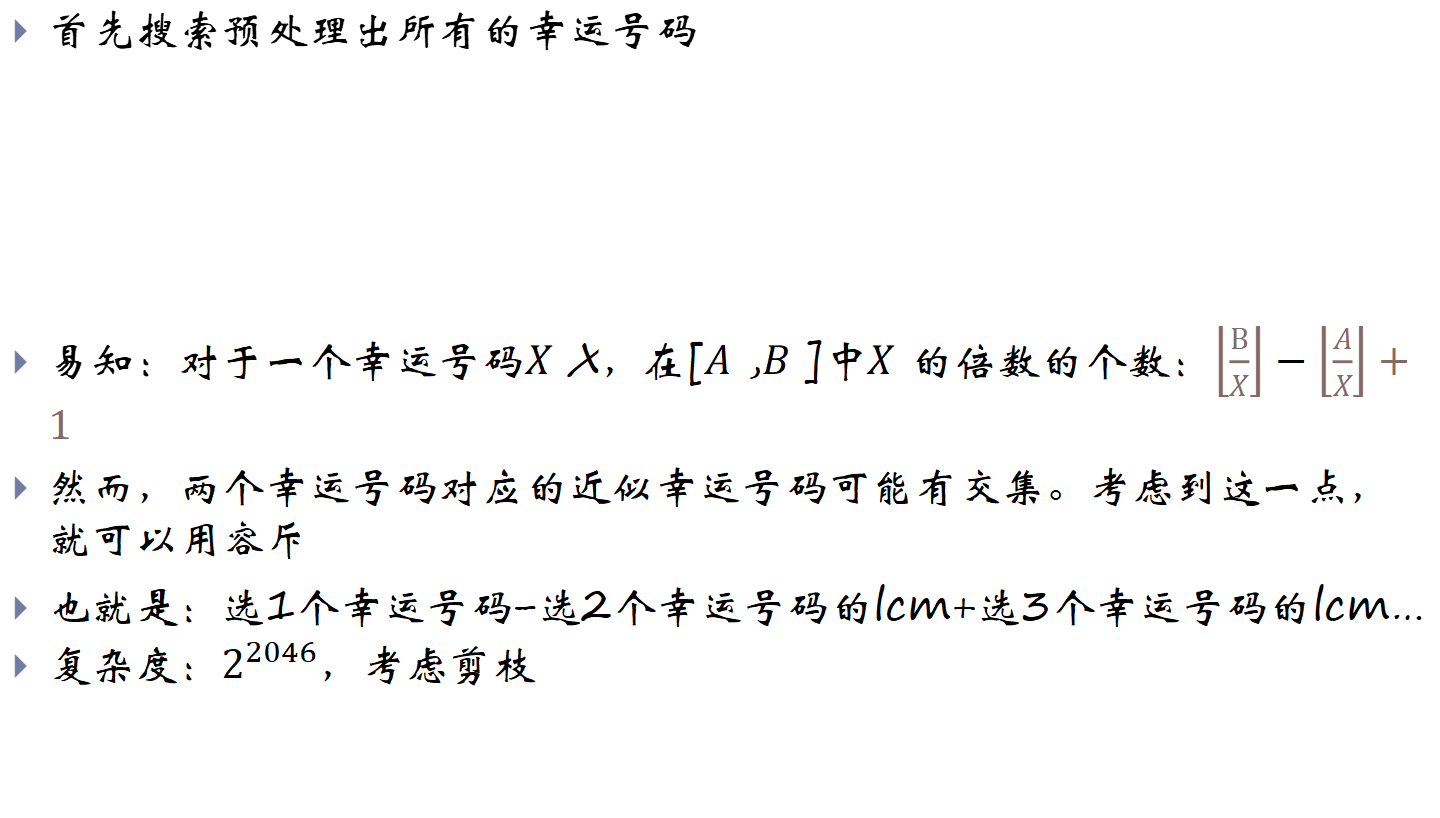 首先搜索预处理出所有的幸运号码
易知：对于一个幸运号码X X，在[A ,B ]中X 的倍数的个数：⌊B/X⌋ − ⌊A/X⌋ +
1
然而，两个幸运号码对应的近似幸运号码可能有交集。考虑到这一点，
就可以用容斥
也就是：选1个幸运号码-选2个幸运号码的lcm+选3个幸运号码的lcm...
复杂度：2^2046，考虑剪枝